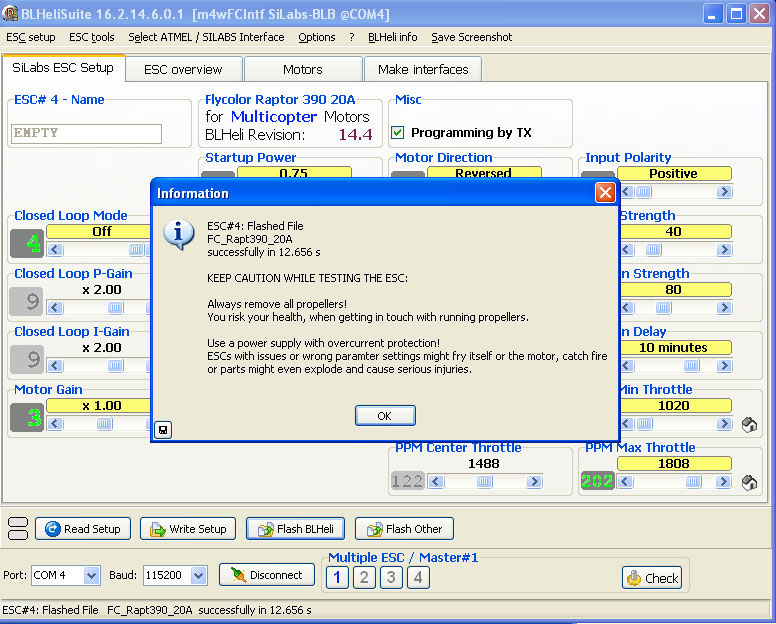 BLHeliSuite 16.2.14.6.0.1 [m4wFCIntf SiLabs-BLB @COM4]
ESC setup ESC tools Select ATMEL / SILABS Interface Options ? BLHeli info Save Screenshot
SiLabs ESC Setup ESC overview Motors Make interfaces
ESC# 4 - Name
EMPTY
Flycolor Raptor 390 20A
for Multicopter Motors
BLHeli Revision: 14.4
Misc
Programming by TX
Startup Power
0.75
Motor Direction
Reversed
Input Polarity
Positive
Closed Loop Mode
Off
4
Closed Loop P-Gain
x 2.00
9
Closed Loop I-Gain
x 2.00
9
Motor Gain
x 1.00
3
Information
ESC#4: Flashed File
FC_Rapt390_20A
successfully in 12.656 s
KEEP CAUTION WHILE TESTING THE ESC:
Always remove all propellers!
You risk your health, when getting in touch with running propellers.
Use a power supply with overcurrent protection!
ESCs with issues or wrong paramter settings might fry itself or the motor, catch fire
or parts might even explode and cause serious injuries.
OK
Strength
40
n Strength
80
n Delay
10 minutes
Min Throttle
1020
PPM Center Throttle
1488
122
PPM Max Throttle
1808
202
Read Setup Write Setup Flash BLHeli Flash Other
Port: COM 4 Baud: 115200 Disconnect
Multiple ESC / Master#1
1 2 3 4
Check
ESC#4: Flashed File FC_Rapt390_20A successfully in 12.656 s